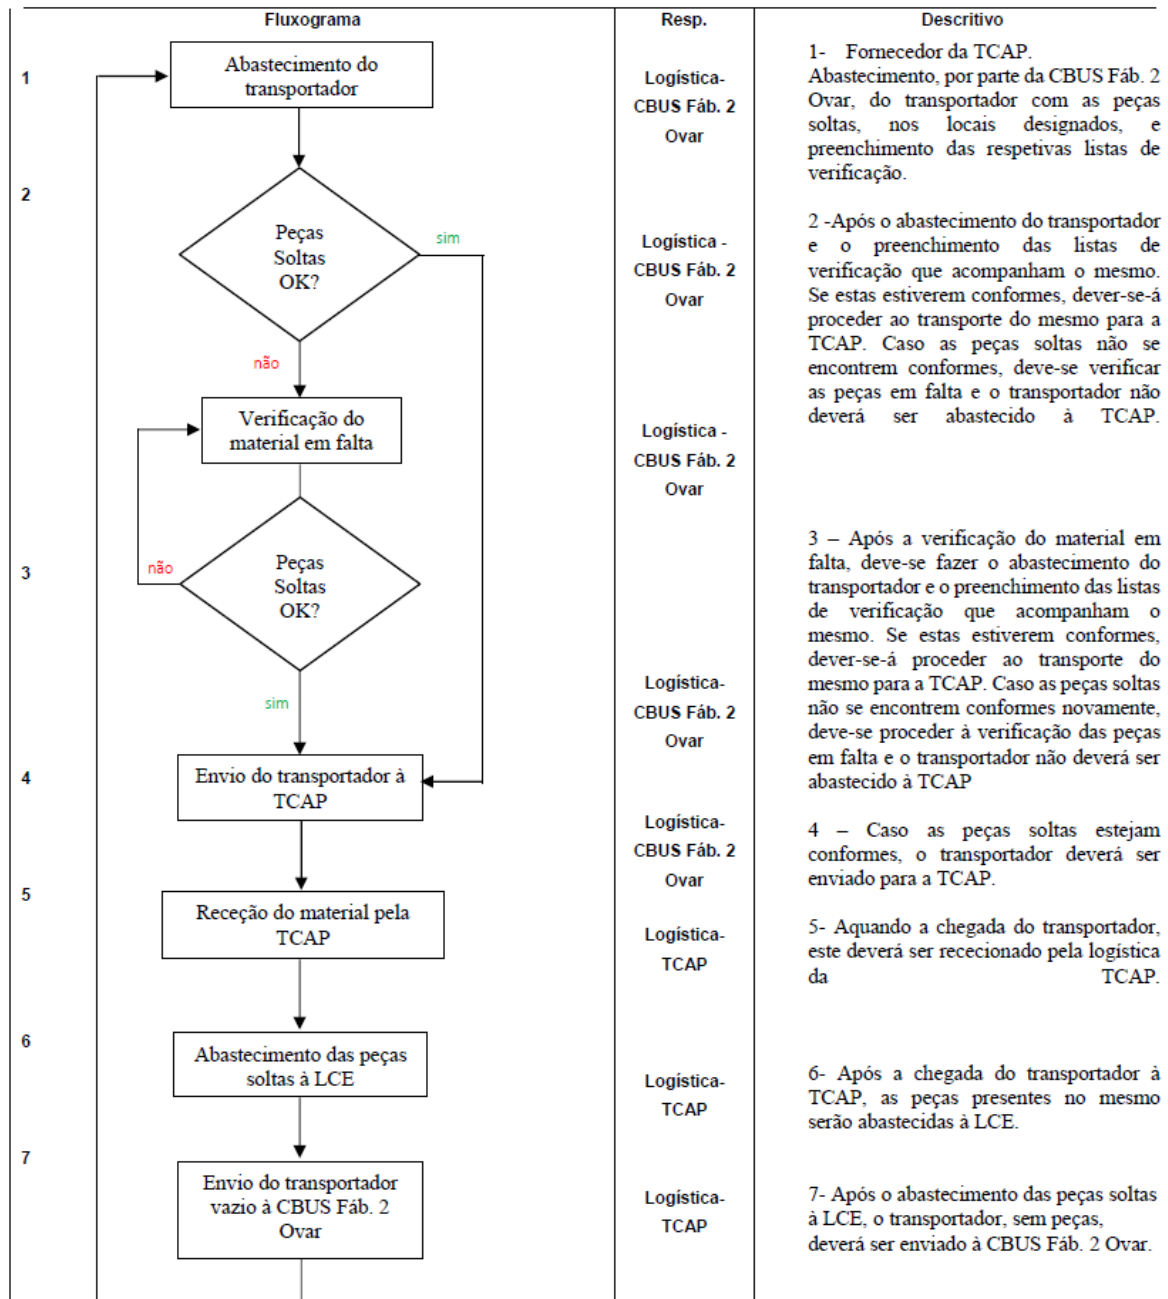 Fluxograma
Resp.
Descritivo
1
Abastecimento do
transportador
Logística-
CBUS Fáb. 2
Ovar
1- Fornecedor da TCAP.
Abastecimento, por parte da CBUS Fáb. 2
Ovar, do transportador com as peças
soltas, nos locais designados, e
preenchimento das respetivas listas de
verificação.
2
Peças
Soltas
OK?
sim
não
Logística -
CBUS Fáb. 2
Ovar
2 -Após o abastecimento do transportador
e o preenchimento das listas de
verificação que acompanham o mesmo.
Se estas estiverem conformes, dever-se-á
proceder ao transporte do mesmo para a
TCAP. Caso as peças soltas não se
encontrem conformes, deve-se verificar
as peças em falta e o transportador não
deverá ser abastecido à TCAP.
Verificação do
material em falta
Logística -
CBUS Fáb. 2
Ovar
3
não
Peças
Soltas
OK?
sim
3 – Após a verificação do material em
falta, deve-se fazer o abastecimento do
transportador e o preenchimento das listas
de verificação que acompanham o
mesmo. Se estas estiverem conformes,
dever-se-á proceder ao transporte do
mesmo para a TCAP. Caso as peças soltas
não se encontrem conformes novamente,
deve-se proceder à verificação das peças
em falta e o transportador não deverá ser
abastecido à TCAP
Logística-
CBUS Fáb. 2
Ovar
4
Envio do transportador à
TCAP
Logística-
CBUS Fáb. 2
Ovar
4 – Caso as peças soltas estejam
conformes, o transportador deverá ser
enviado para a TCAP.
5
Receção do material pela
TCAP
Logística-
TCAP
5- Aquando a chegada do transportador,
este deverá ser rececionado pela logística
da TCAP.
6
Abastecimento das peças
soltas à LCE
Logística-
TCAP
6- Após a chegada do transportador à
TCAP, as peças presentes no mesmo
serão abastecidas à LCE.
7
Envio do transportador
vazio à CBUS Fáb. 2
Ovar
Logística-
TCAP
7- Após o abastecimento das peças soltas
à LCE, o transportador, sem peças,
deverá ser enviado à CBUS Fáb. 2 Ovar.